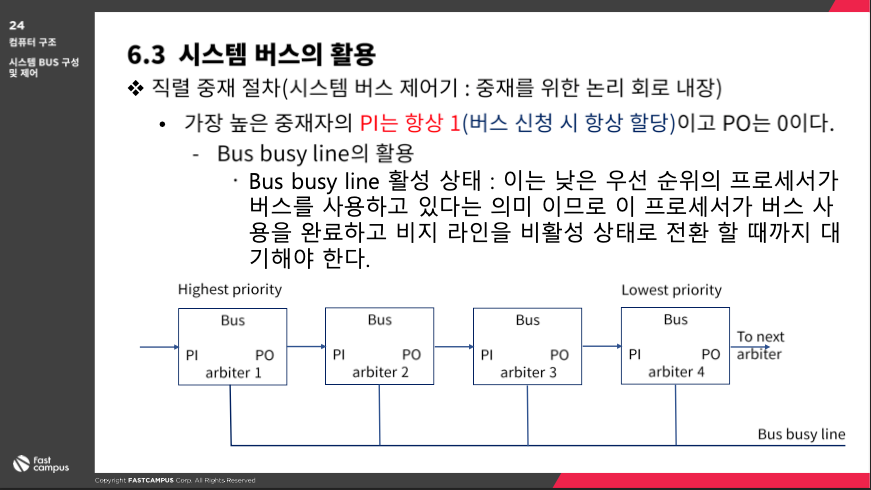 24
컴퓨터 구조
시스템 BUS 구성
및 제어
6.3 시스템 버스의 활용
❖ 직렬 중재 절차(시스템 버스 제어기 : 중재를 위한 논리 회로 내장)
• 가장 높은 중재자의 PI는 항상 1(버스 신청 시 항상 할당)이고 PO는 0이다.
- Bus busy line의 활용
· Bus busy line 활성 상태 : 이는 낮은 우선 순위의 프로세서가
버스를 사용하고 있다는 의미 이므로 이 프로세서가 버스 사
용을 완료하고 비지 라인을 비활성 상태로 전환 할 때까지 대
기해야 한다.
Highest priority
Lowest priority
Bus
PI PO
arbiter 1
Bus
PI PO
arbiter 2
Bus
PI PO
arbiter 3
Bus
PI PO
arbiter 4
To next
arbiter
Bus busy line
fast
campus
Copyright FASTCAMPUS Corp. All Rights Reserved